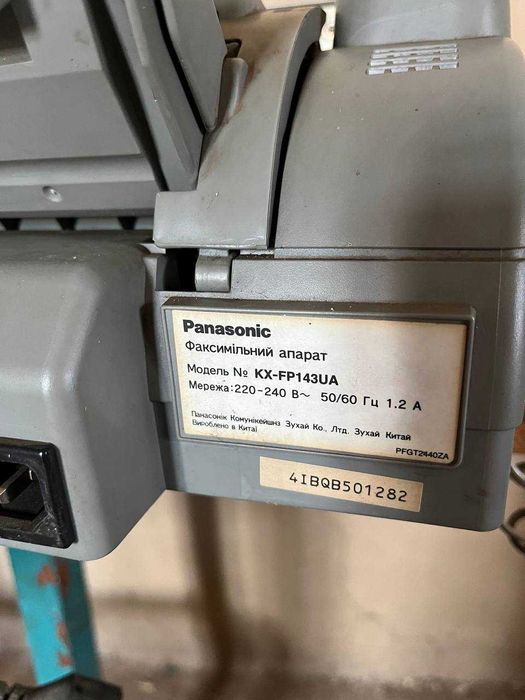 Panasonic
Факсимільний апарат
Модель № KX-FP143UA
Мережа:220-240 В~ 50/60 Гц 1.2 А
Панасонік Комунікейшнз Зухай Ко., Лтд. Зухай Китай
Вироблено в Китаї
PFGT2440ZA
4IBQB501282